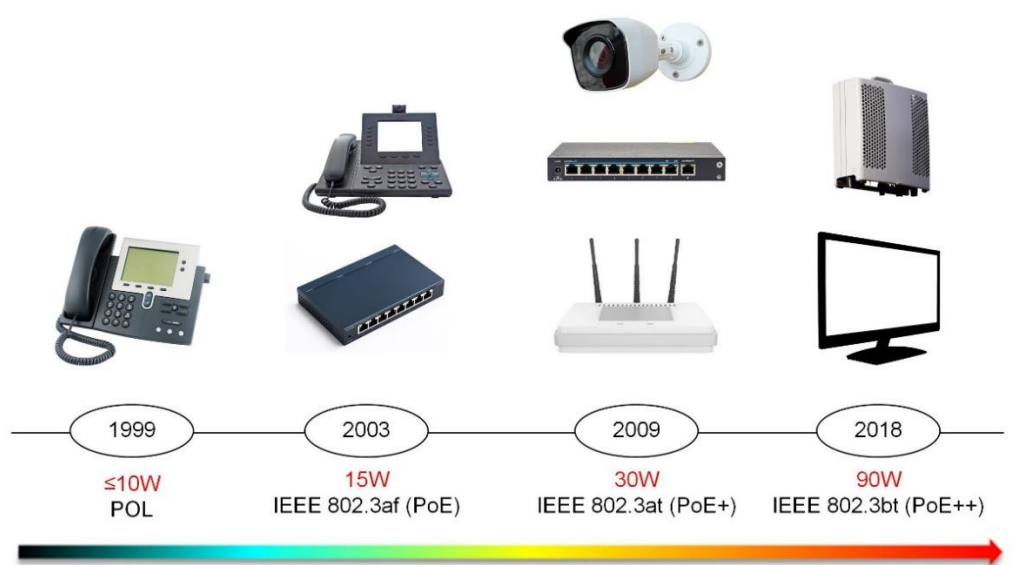 1999
2003
2009
2018
≤10W
15W
30W
90W
POL
IEEE 802.3af (PoE)
IEEE 802.3at (PoE+)
IEEE 802.3bt (PoE++)